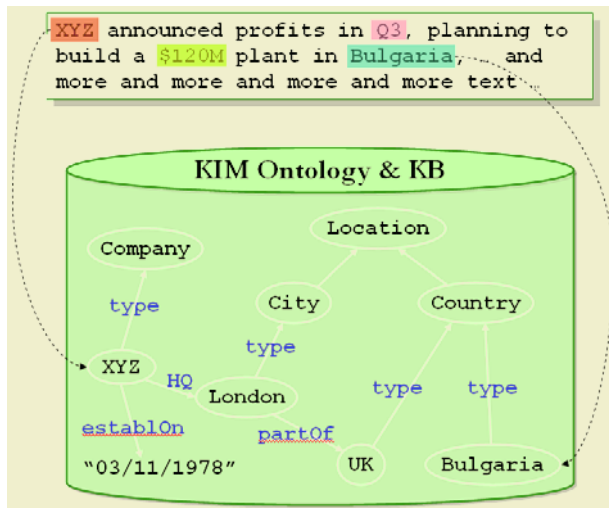 XYZ announced profits in Q3, planning to
build a $120M plant in Bulgaria, and
more and more and more and more text
KIM Ontology & KB
Location
Company
City
Country
type
type
XYZ
HQ
London
type
type
establOn
partOf
"03/11/1978"
UK
Bulgaria